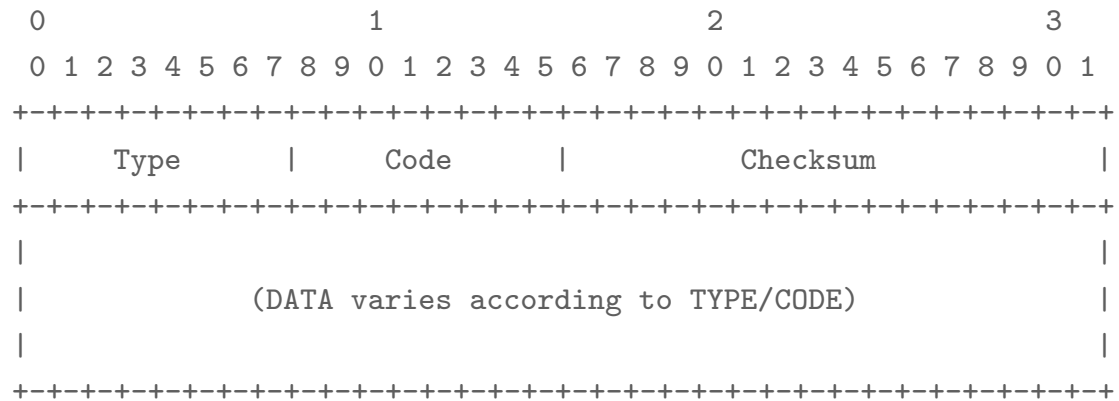 0                   1                   2                   3
0 1 2 3 4 5 6 7 8 9 0 1 2 3 4 5 6 7 8 9 0 1 2 3 4 5 6 7 8 9 0 1
+-+-+-+-+-+-+-+-+-+-+-+-+-+-+-+-+-+-+-+-+-+-+-+-+-+-+-+-+-+-+-+-+
|     Type      |     Code      |          Checksum             |
+-+-+-+-+-+-+-+-+-+-+-+-+-+-+-+-+-+-+-+-+-+-+-+-+-+-+-+-+-+-+-+-+
|                                                               |
|             (DATA varies according to TYPE/CODE)              |
|                                                               |
+-+-+-+-+-+-+-+-+-+-+-+-+-+-+-+-+-+-+-+-+-+-+-+-+-+-+-+-+-+-+-+-+